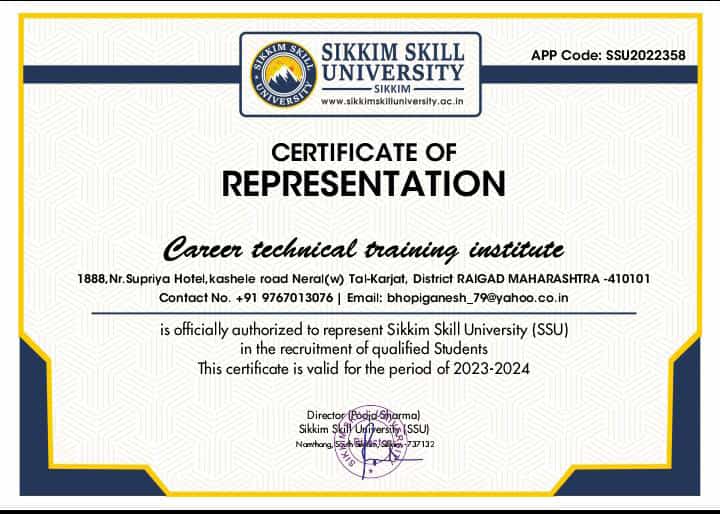 APP Code: SSU2022358
SIKKIM SKILL UNIVERSITY
SIKKIM SKILL
UNIVERSITY
SIKKIM
www.sikkimskilluniversity.ac.in
CERTIFICATE OF
REPRESENTATION
Career technical training institute
1888,Nr.Supriya Hotel,kashele road Neral(w) Tal-Karjat, District RAIGAD MAHARASHTRA -410101
Contact No. +91 9767013076 | Email: bhopiganesh_79@yahoo.co.in
is officially authorized to represent Sikkim Skill University (SSU)
in the recruitment of qualified Students
This certificate is valid for the period of 2023-2024
Director (Pooja Sharma)
Sikkim Skill University (SSU)
Namthang, South Sikkim, -737132